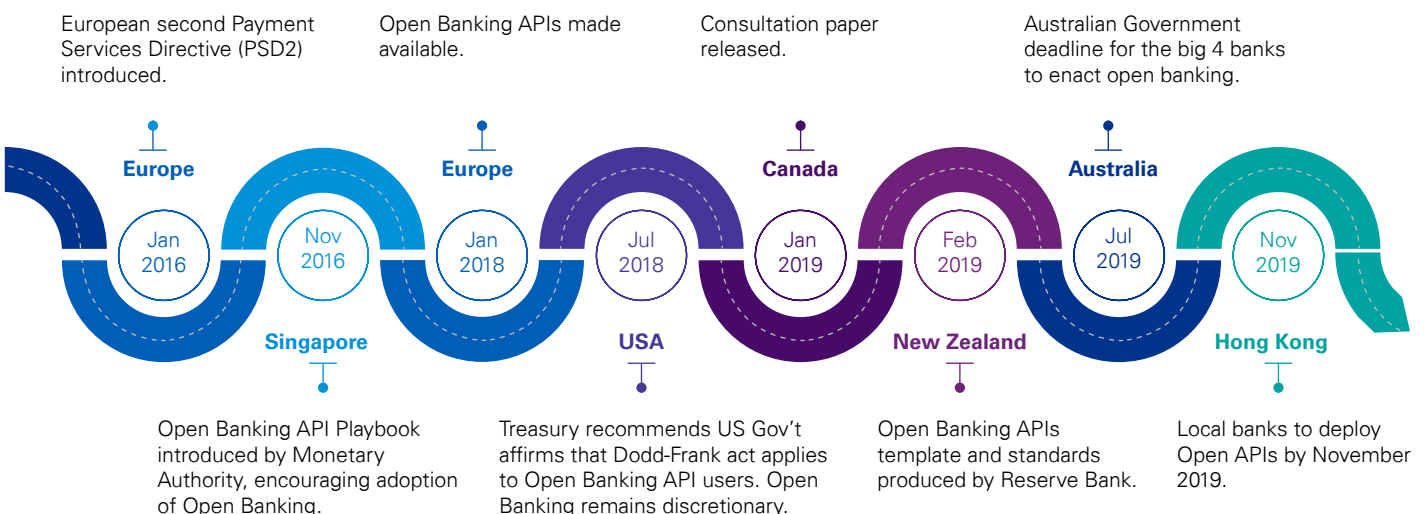 European second Payment
Services Directive (PSD2)
introduced.
Open Banking APIs made
available.
Consultation paper
released.
Australian Government
deadline for the big 4 banks
to enact open banking.
Europe
Europe
Canada
Australia
Jan
2016
Nov
2016
Jan
2018
Jul
2018
Jan
2019
Feb
2019
Jul
2019
Nov
2019
Singapore
USA
New Zealand
Hong Kong
Open Banking API Playbook
introduced by Monetary
Authority, encouraging adoption
of Open Banking.
Treasury recommends US Gov't
affirms that Dodd-Frank act applies
to Open Banking API users. Open
Banking remains discretionary.
Open Banking APIs
template and standards
produced by Reserve Bank.
Local banks to deploy
Open APIs by November
2019.